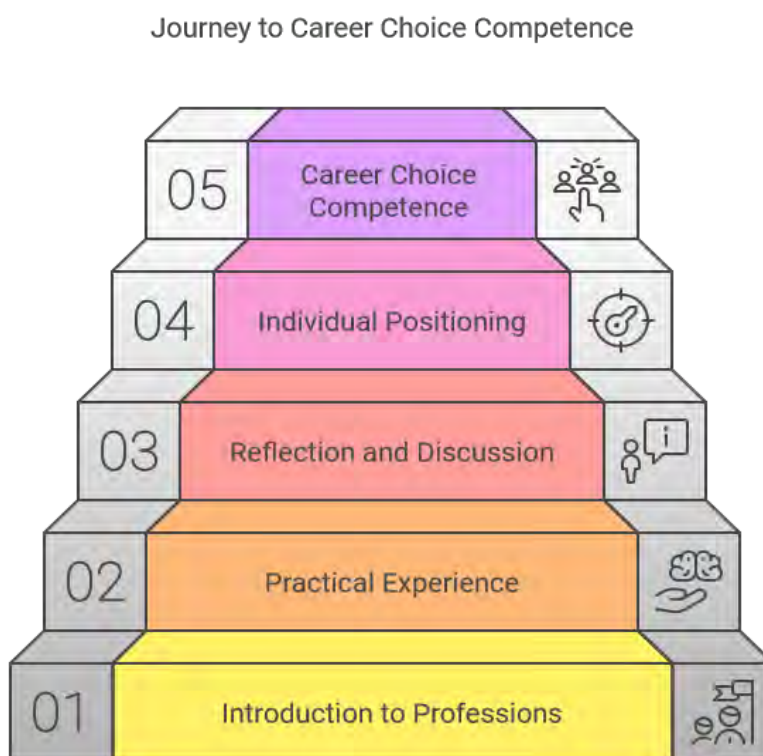 Journey to Career Choice Competence
05
Career Choice
Competence
04
Individual Positioning
03
Reflection and Discussion
i
02
Practical Experience
01
Introduction to Professions